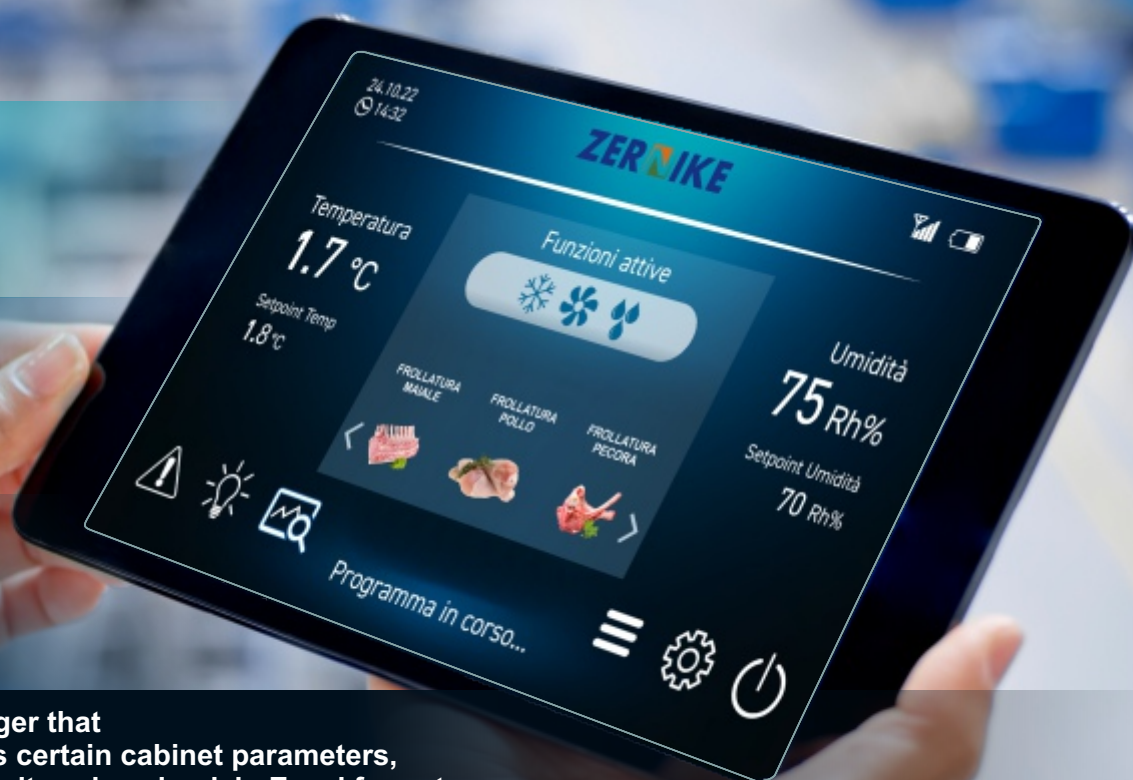 24.10.22
14:32
ZERNIKE
Temperatura
1.7 °C
Setpoint Temp
1.8 °C
Funzioni attive
FROLLATURA
MAIALE
FROLLATURA
POLLO
FROLLATURA
PECORA
Umidità
75 Rh%
Setpoint Umidità
70 Rh%
Programma in corso...
ger that
s certain cabinet parameters,